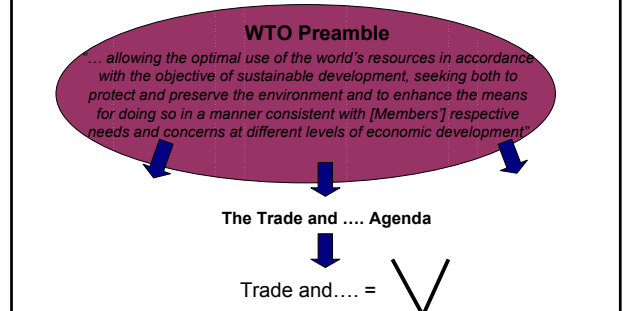 WTO Preamble
“… allowing the optimal use of the world’s resources in accordance
with the objective of sustainable development, seeking both to
protect and preserve the environment and to enhance the means
for doing so in a manner consistent with [Members’] respective
needs and concerns at different levels of economic development”
The Trade and …. Agenda
Trade and…. =